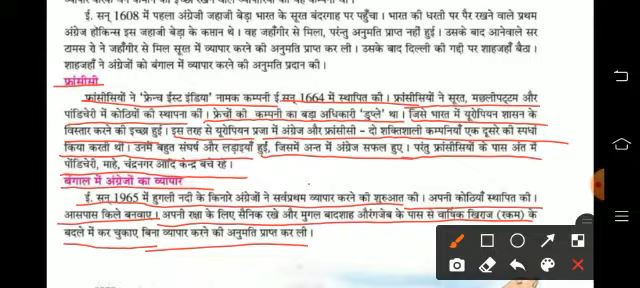 ई. सन् 1608 में पहला अंग्रेजी जहाजी बेड़ा भारत के सूरत बंदरगाह पर पहुँचा। भारत की धरती पर पैर रखने वाले प्रथम
अंग्रेज होकिन्स इस जहाजी बेड़े के कप्तान थे। वह जहाँगीर से मिला, परन्तु अनुमति प्राप्त नहीं हुई। उसके बाद आनेवाले सर
टामस रो ने जहाँगीर से मिल सूरत में व्यापार करने की अनुमति प्राप्त कर ली। उसके बाद दिल्ली की गद्दी पर शाहजहाँ बैठा।
शाहजहाँ ने अंग्रेजों को बंगाल में व्यापार करने की अनुमति प्रदान की।
फ्रांसीसी
फ्रांसीसियों ने 'फ्रेन्च ईस्ट इंडिया' नामक कम्पनी ई.सन् 1664 में स्थापित की। फ्रांसीसियों ने सूरत, मछलीपट्टम और
पांडिचेरी में कोठियों की स्थापना की। फ्रेंचों की कम्पनी का बड़ा अधिकारी 'डुप्ले' था। जिसे भारत में यूरोपियन शासन के
विस्तार करने की इच्छा हुई। इस तरह से यूरोपियन प्रजा में अंग्रेज और फ्रांसीसी - दो शक्तिशाली कम्पनियाँ एक दूसरे की स्पर्धा
किया करती थी। उनमें बहुत संघर्ष और लड़ाइयाँ हुईं, जिसमें अन्त में अंग्रेज सफल हुए। परंतु फ्रांसीसियों के पास अंत में
पोंडिचेरी, माहे, चंद्रनगर आदि केन्द्र बचे रहे।
बंगाल में अंग्रेजों का व्यापार
ई. सन् 1965 में हुगली नदी के किनारे अंग्रेजों ने सर्वप्रथम व्यापार करने की शुरुआत की। अपनी कोठियाँ स्थापित की।
आसपास किले बनवाए। अपनी रक्षा के लिए सैनिक रखे और मुगल बादशाह औरंगजेब के पास से वार्षिक खिराज (रकम) के
बदले में कर चुकाए बिना व्यापार करने की अनुमति प्राप्त कर ली।